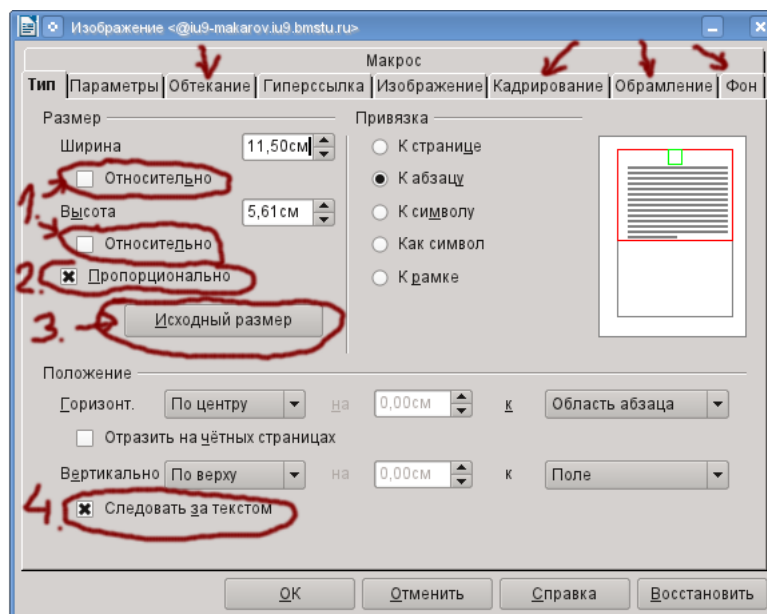 Изображение <@iu9-makarov.iu9.bmstu.ru>
Макрос
Тип Параметры Обтекание Гиперссылка Изображение Кадрирование Обрамление Фон
Размер Привязка
Ширина 11,50см К странице
1. Относительно К абзацу
Высота 5,61см К символу
Относительно Как символ
2. Пропорционально К рамке
3. Исходный размер
Положение
Горизонт. По центру на 0,00см к Область абзаца
Отразить на чётных страницах
Вертикально По верху на 0,00см к Поле
4. Следовать за текстом
OK Отменить Справка Восстановить